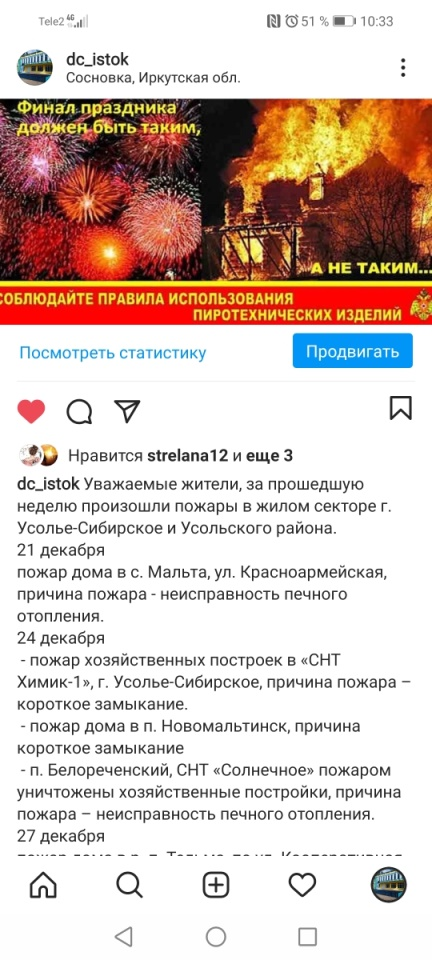 Tele2 4G 51 % 10:33
dc_istok
Сосновка, Иркутская обл.
Финал праздника
должен быть таким,
А НЕ ТАКИМ...
СОБЛЮДАЙТЕ ПРАВИЛА ИСПОЛЬЗОВАНИЯ
ПИРОТЕХНИЧЕСКИХ ИЗДЕЛИЙ
Посмотреть статистику
Продвигать
Нравится strelana12 и еще 3
dc_istok Уважаемые жители, за прошедшую
неделю произошли пожары в жилом секторе г.
Усолье-Сибирское и Усольского района.
21 декабря
пожар дома в с. Мальта, ул. Красноармейская,
причина пожара - неисправность печного
отопления.
24 декабря
- пожар хозяйственных построек в «СНТ
Химик-1», г. Усолье-Сибирское, причина пожара –
короткое замыкание.
- пожар дома в п. Новомальтинск, причина
короткое замыкание
- п. Белореченский, СНТ «Солнечное» пожаром
уничтожены хозяйственные постройки, причина
пожара – неисправность печного отопления.
27 декабря